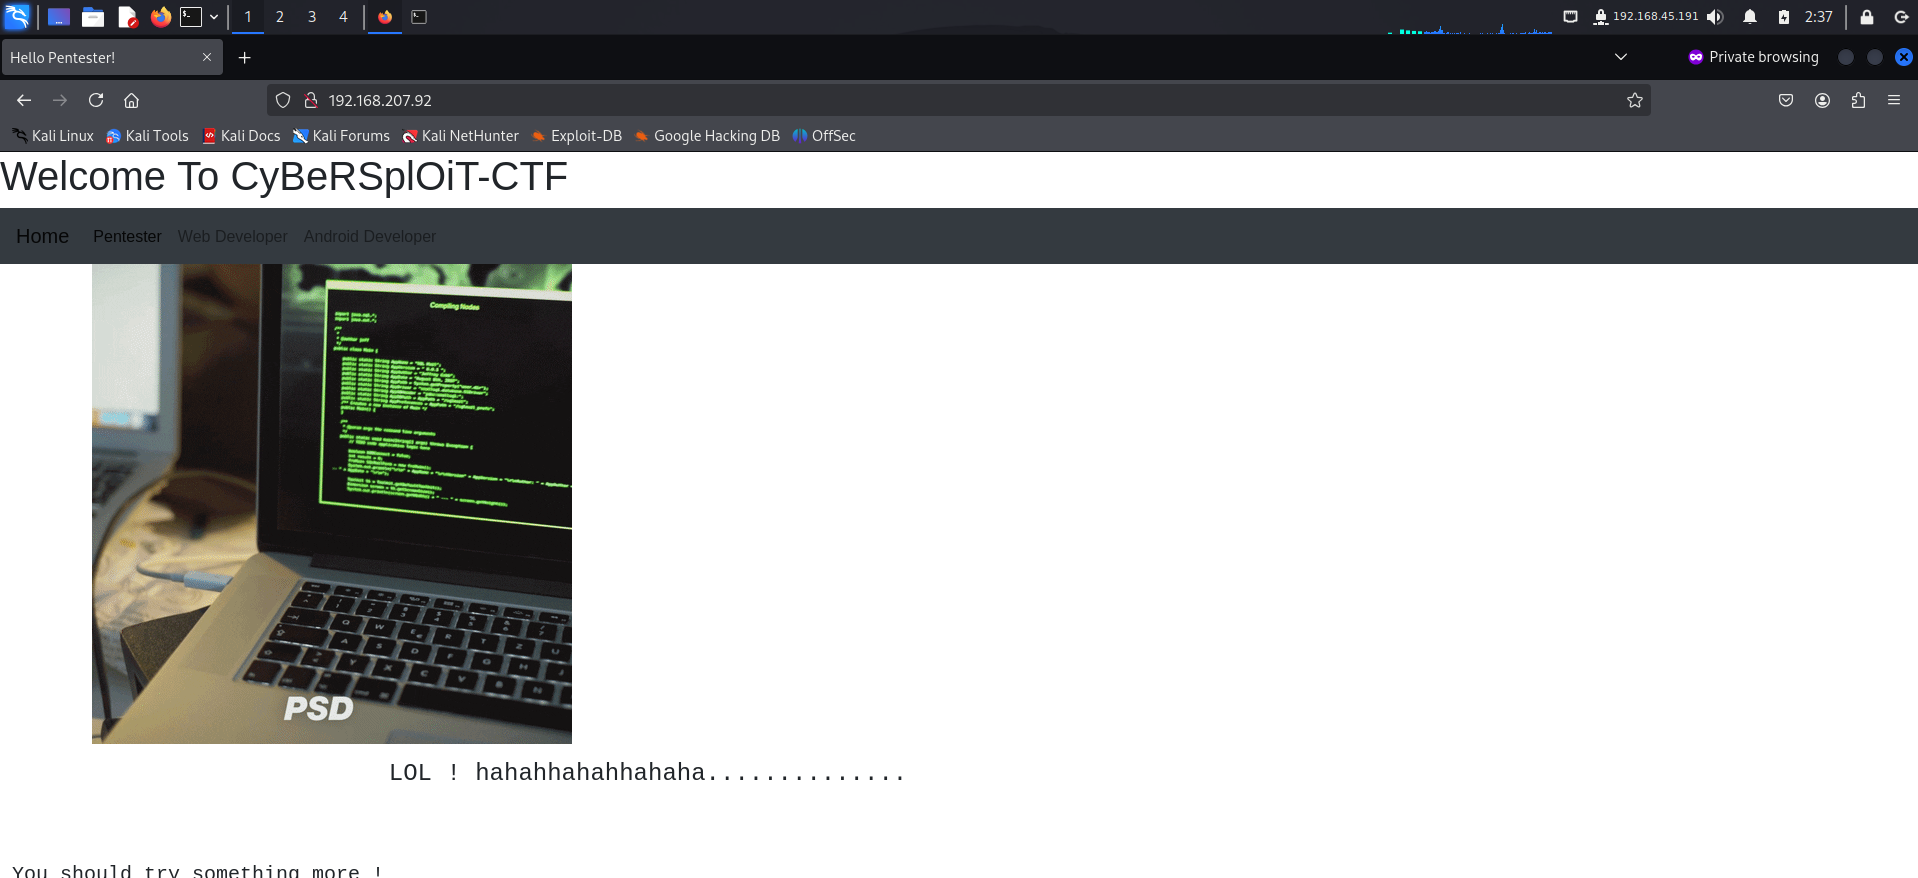 1 2 3 4 192.168.45.191 2:37
Hello Pentester! Private browsing
192.168.207.92
Kali Linux Kali Tools Kali Docs Kali Forums Kali NetHunter Exploit-DB Google Hacking DB OffSec
Welcome To CyBeRSplOiT-CTF
Home Pentester Web Developer Android Developer
Compiling Nodes
PSD
LOL ! hahahhahahhahaha..............
You should try something more !